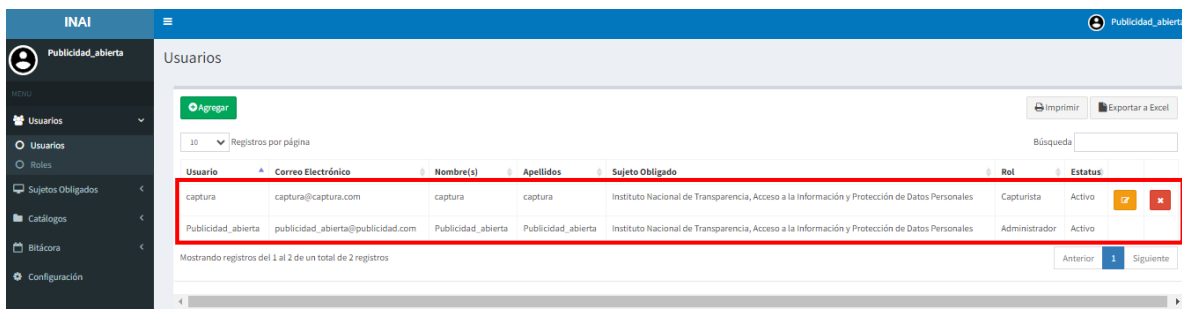 INAI
Publicidad_abierta
Publicidad_abierta
MENÚ
Usuarios
Usuarios
Roles
Sujetos Obligados
Catálogos
Bitácora
Configuración
Usuarios
Agregar
Imprimir Exportar a Excel
10 Registros por página Búsqueda
Usuario Correo Electrónico Nombre(s) Apellidos Sujeto Obligado Rol Estatus
captura captura@captura.com captura captura Instituto Nacional de Transparencia, Acceso a la Información y Protección de Datos Personales Capturista Activo
Publicidad_abierta publicidad_abierta@publicidad.com Publicidad_abierta Publicidad_abierta Instituto Nacional de Transparencia, Acceso a la Información y Protección de Datos Personales Administrador Activo
Mostrando registros del 1 al 2 de un total de 2 registros
Anterior 1 Siguiente